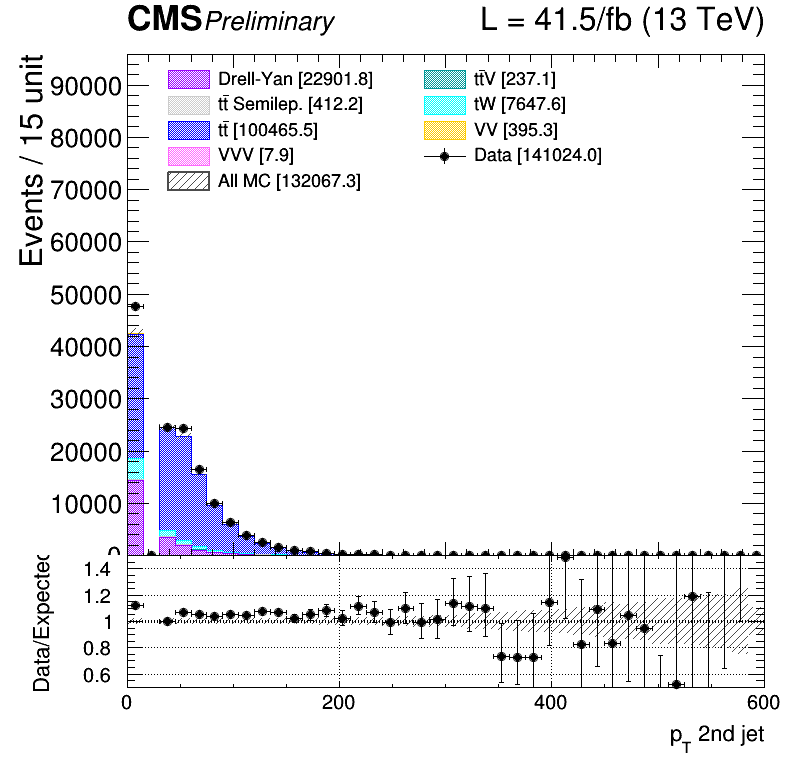 CMS Preliminary L = 41.5/fb (13 TeV)
Events / 15 unit
90000
80000
70000
60000
50000
40000
30000
20000
10000
0
Drell-Yan [22901.8]
tt̄ Semilep. [412.2]
tt̄ [100465.5]
VVV [7.9]
All MC [132067.3]
tt̄V [237.1]
tW [7647.6]
VV [395.3]
Data [141024.0]
Data/Expected
1.4
1.2
1
0.8
0.6
0 200 400 600
p_T 2nd jet